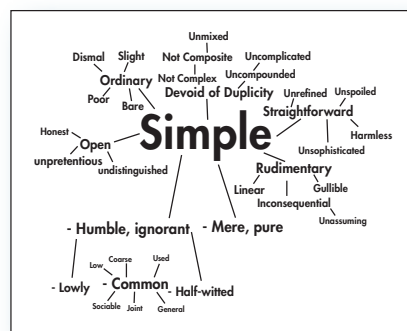 Unmixed
Dismal
Slight
Not Composite
Uncomplicated
Ordinary
Not Complex
Uncompounded
Poor
Bare
Devoid of Duplicity
Unrefined
Unspoiled
Straightforward
Honest
Open
Simple
Harmless
unpretentious
undistinguished
Unsophisticated
Rudimentary
Linear
Gullible
Inconsequential
Unassuming
- Humble, ignorant
- Mere, pure
Coarse
Used
Low
- Lowly
- Common
- Half-witted
Sociable
Joint
General